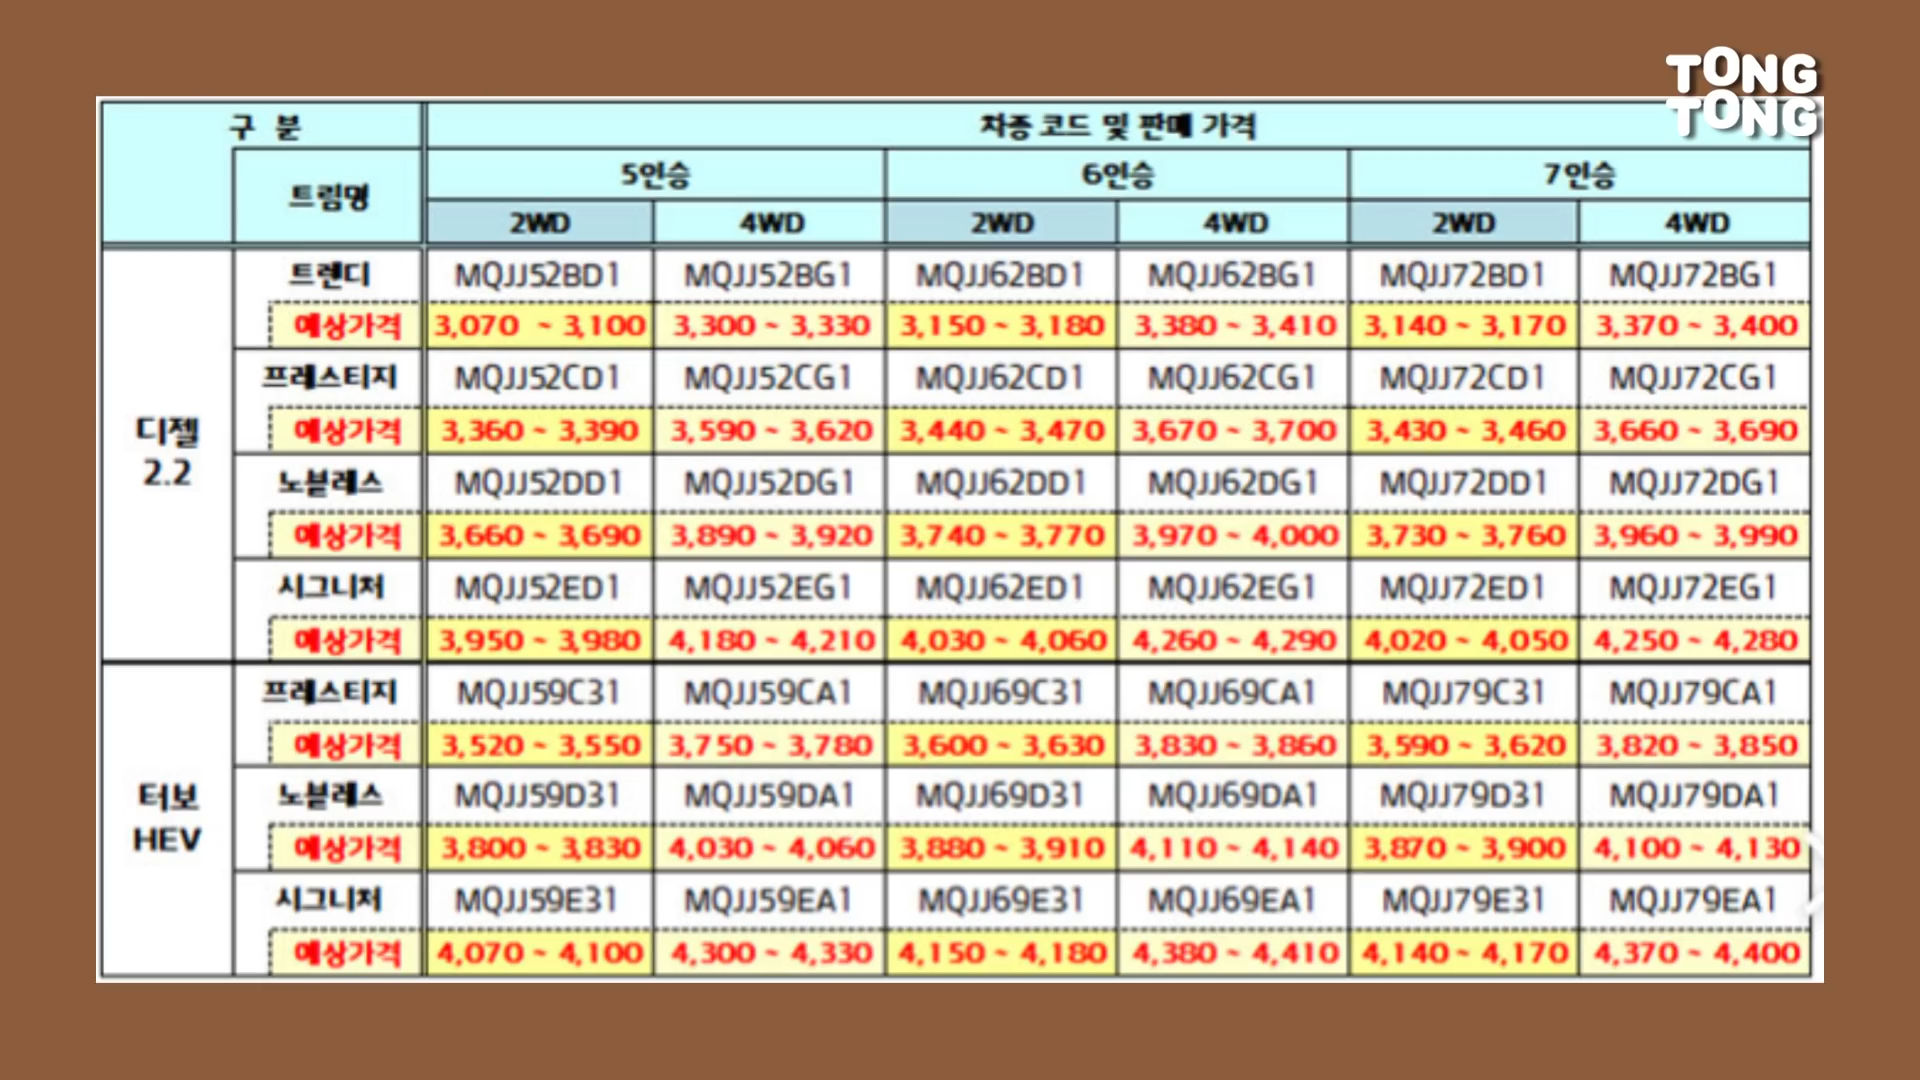 TONG
TONG
구 분 차종 코드 및 판매 가격
트림명 5인승 6인승 7인승
2WD 4WD 2WD 4WD 2WD 4WD
디젤
2.2
트렌디 MQJJ52BD1 MQJJ52BG1 MQJJ62BD1 MQJJ62BG1 MQJJ72BD1 MQJJ72BG1
예상가격 3,070 ~ 3,100 3,300 ~ 3,330 3,150 ~ 3,180 3,380 ~ 3,410 3,140 ~ 3,170 3,370 ~ 3,400
프레스티지 MQJJ52CD1 MQJJ52CG1 MQJJ62CD1 MQJJ62CG1 MQJJ72CD1 MQJJ72CG1
예상가격 3,360 ~ 3,390 3,590 ~ 3,620 3,440 ~ 3,470 3,670 ~ 3,700 3,430 ~ 3,460 3,660 ~ 3,690
노블레스 MQJJ52DD1 MQJJ52DG1 MQJJ62DD1 MQJJ62DG1 MQJJ72DD1 MQJJ72DG1
예상가격 3,660 ~ 3,690 3,890 ~ 3,920 3,740 ~ 3,770 3,970 ~ 4,000 3,730 ~ 3,760 3,960 ~ 3,990
시그니처 MQJJ52ED1 MQJJ52EG1 MQJJ62ED1 MQJJ62EG1 MQJJ72ED1 MQJJ72EG1
예상가격 3,950 ~ 3,980 4,180 ~ 4,210 4,030 ~ 4,060 4,260 ~ 4,290 4,020 ~ 4,050 4,250 ~ 4,280
터보
HEV
프레스티지 MQJJ59C31 MQJJ59CA1 MQJJ69C31 MQJJ69CA1 MQJJ79C31 MQJJ79CA1
예상가격 3,520 ~ 3,550 3,750 ~ 3,780 3,600 ~ 3,630 3,830 ~ 3,860 3,590 ~ 3,620 3,820 ~ 3,850
노블레스 MQJJ59D31 MQJJ59DA1 MQJJ69D31 MQJJ69DA1 MQJJ79D31 MQJJ79DA1
예상가격 3,800 ~ 3,830 4,030 ~ 4,060 3,880 ~ 3,910 4,110 ~ 4,140 3,870 ~ 3,900 4,100 ~ 4,130
시그니처 MQJJ59E31 MQJJ59EA1 MQJJ69E31 MQJJ69EA1 MQJJ79E31 MQJJ79EA1
예상가격 4,070 ~ 4,100 4,300 ~ 4,330 4,150 ~ 4,180 4,380 ~ 4,410 4,140 ~ 4,170 4,370 ~ 4,400